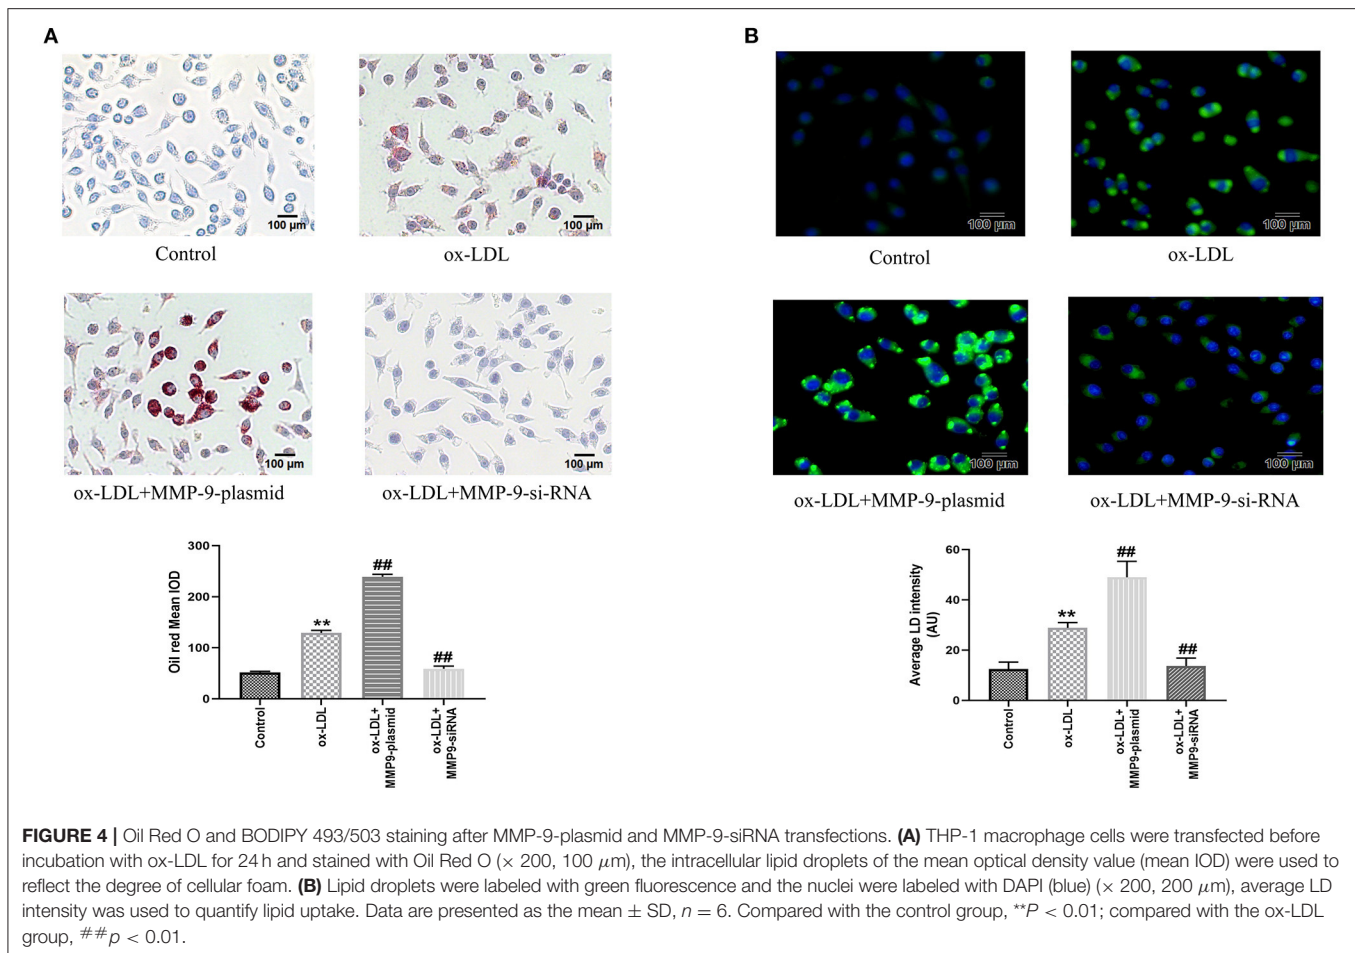 A
B
100 µm
100 µm
100 µm
100 µm
Control
ox-LDL
Control
ox-LDL
100 µm
100 µm
100 µm
100 µm
ox-LDL+MMP-9-plasmid
ox-LDL+MMP-9-si-RNA
ox-LDL+MMP-9-plasmid
ox-LDL+MMP-9-si-RNA
Oil red Mean IOD
300
200
100
0
**
##
##
Control
ox-LDL
ox-LDL+
MMP9-plasmid
ox-LDL+
MMP9-siRNA
Average LD intensity
(AU)
60
40
20
0
**
##
##
Control
ox-LDL
ox-LDL+
MMP9-plasmid
ox-LDL+
MMP9-siRNA
FIGURE 4 | Oil Red O and BODIPY 493/503 staining after MMP-9-plasmid and MMP-9-siRNA transfections. (A) THP-1 macrophage cells were transfected before
incubation with ox-LDL for 24 h and stained with Oil Red O (× 200, 100 µm), the intracellular lipid droplets of the mean optical density value (mean IOD) were used to
reflect the degree of cellular foam. (B) Lipid droplets were labeled with green fluorescence and the nuclei were labeled with DAPI (blue) (× 200, 200 µm), average LD
intensity was used to quantify lipid uptake. Data are presented as the mean ± SD, n = 6. Compared with the control group, **P < 0.01; compared with the ox-LDL
group, ##p < 0.01.